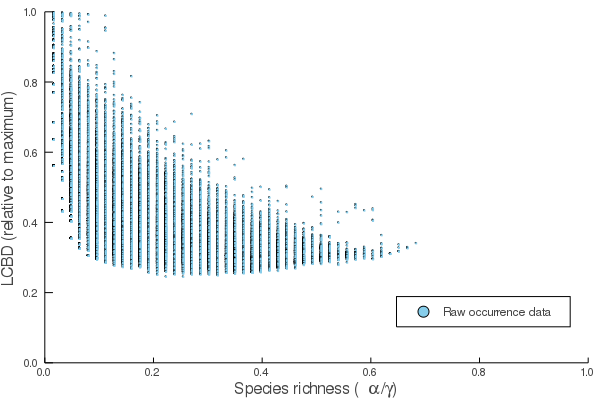 1.0
0.8
0.6
0.4
0.2
0.0
LCBD (relative to maximum)
0.0 0.2 0.4 0.6 0.8 1.0
Species richness ( α/γ)
Raw occurrence data